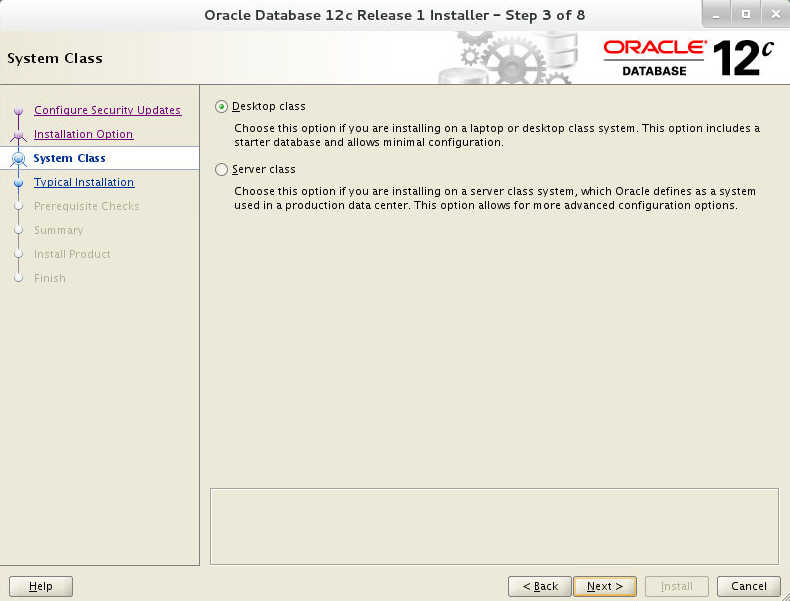 Oracle Database 12c Release 1 Installer – Step 3 of 8
System Class
ORACLE
DATABASE
12c
Configure Security Updates
Installation Option
System Class
Typical Installation
Prerequisite Checks
Summary
Install Product
Finish
Desktop class
Choose this option if you are installing on a laptop or desktop class system. This option includes a
starter database and allows minimal configuration.
Server class
Choose this option if you are installing on a server class system, which Oracle defines as a system
used in a production data center. This option allows for more advanced configuration options.
Help
< Back
Next >
Install
Cancel